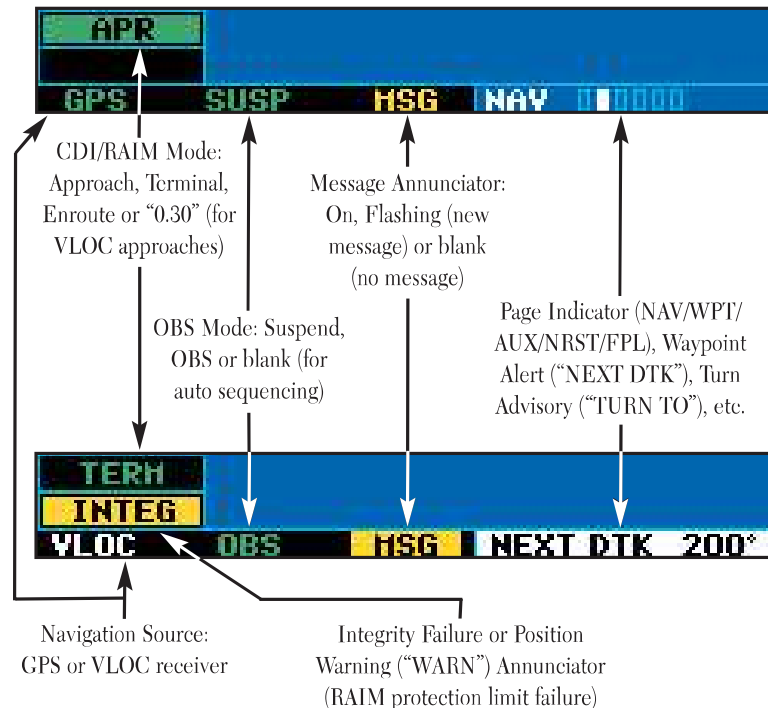 APR
GPS SUSP MSG NAV
CDI/RAIM Mode:
Approach, Terminal,
Enroute or “0.30” (for
VLOC approaches)
Message Annunciator:
On, Flashing (new
message) or blank
(no message)
OBS Mode: Suspend,
OBS or blank (for
auto sequencing)
Page Indicator (NAV/WPT/
AUX/NRST/FPL), Waypoint
Alert (“NEXT DTK”), Turn
Advisory (“TURN TO”), etc.
TERM
INTEG
VLOC OBS MSG NEXT DTK 200°
Navigation Source:
GPS or VLOC receiver
Integrity Failure or Position
Warning (“WARN”) Annunciator
(RAIM protection limit failure)